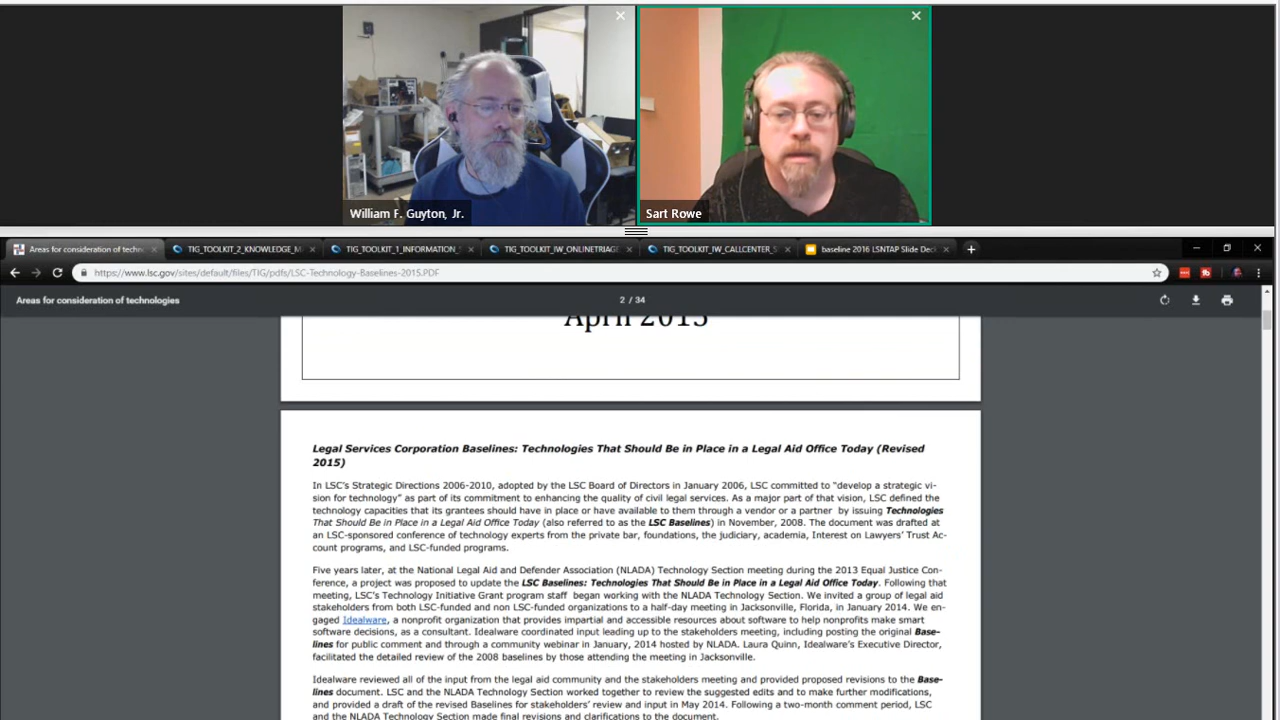 William F. Guyton, Jr.
Sart Rowe
Areas for consideration of techn
TIG_TOOLKIT_2_KNOWLEDGE_M
TIG_TOOLKIT_1_INFORMATION_S
TIG_TOOLKIT_IW_ONLINETRIAGE
TIG_TOOLKIT_IW_CALLCENTER_S
baseline 2016 LSNTAP Slide Dec
https://www.lsc.gov/sites/default/files/TIG/pdfs/LSC-Technology-Baselines-2015.PDF
Areas for consideration of technologies
2 / 34
April 2015
Legal Services Corporation Baselines: Technologies That Should Be in Place in a Legal Aid Office Today (Revised
2015)
In LSC's Strategic Directions 2006-2010, adopted by the LSC Board of Directors in January 2006, LSC committed to "develop a strategic vi-
sion for technology" as part of its commitment to enhancing the quality of civil legal services. As a major part of that vision, LSC defined the
technology capacities that its grantees should have in place or have available to them through a vendor or a partner by issuing Technologies
That Should Be in Place in a Legal Aid Office Today (also referred to as the LSC Baselines) in November, 2008. The document was drafted at
an LSC-sponsored conference of technology experts from the private bar, foundations, the judiciary, academia, Interest on Lawyers' Trust Ac-
count programs, and LSC-funded programs.
Five years later, at the National Legal Aid and Defender Association (NLADA) Technology Section meeting during the 2013 Equal Justice Con-
ference, a project was proposed to update the LSC Baselines: Technologies That Should Be in Place in a Legal Aid Office Today. Following that
meeting, LSC's Technology Initiative Grant program staff began working with the NLADA Technology Section. We invited a group of legal aid
stakeholders from both LSC-funded and non LSC-funded organizations to a half-day meeting in Jacksonville, Florida, in January 2014. We en-
gaged Idealware, a nonprofit organization that provides impartial and accessible resources about software to help nonprofits make smart
software decisions, as a consultant. Idealware coordinated input leading up to the stakeholders meeting, including posting the original Base-
lines for public comment and through a community webinar in January, 2014 hosted by NLADA. Laura Quinn, Idealware's Executive Director,
facilitated the detailed review of the 2008 baselines by those attending the meeting in Jacksonville.
Idealware reviewed all of the input from the legal aid community and the stakeholders meeting and provided proposed revisions to the Base-
lines document. LSC and the NLADA Technology Section worked together to review the suggested edits and to make further modifications,
and provided a draft of the revised Baselines for stakeholders' review and input in May 2014. Following a two-month comment period, LSC
and the NLADA Technology Section made final revisions and clarifications to the document.